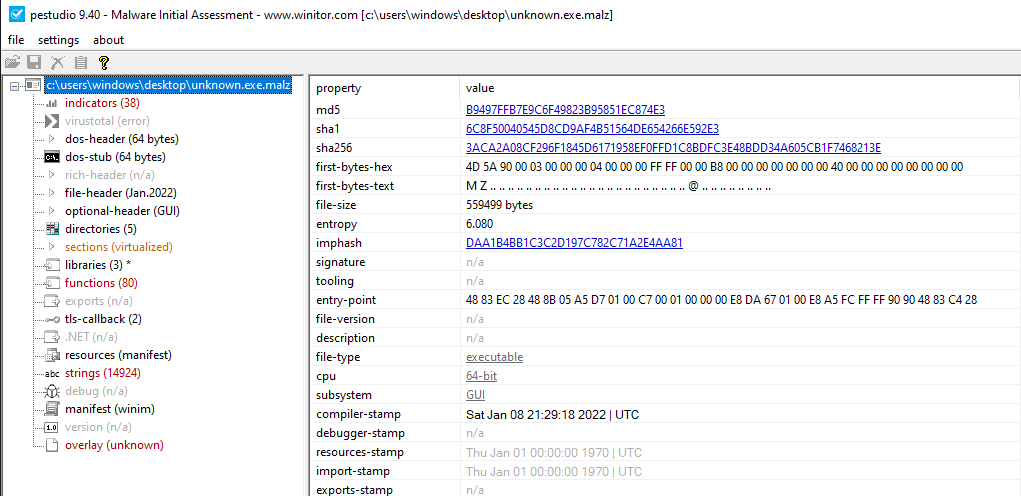 pestudio 9.40 - Malware Initial Assessment - www.winitor.com [c:\users\windows\desktop\unknown.exe.malz]
file settings about
c:\users\windows\desktop\unknown.exe.malz
indicators (38)
virustotal (error)
dos-header (64 bytes)
dos-stub (64 bytes)
rich-header (n/a)
file-header (Jan.2022)
optional-header (GUI)
directories (5)
sections (virtualized)
libraries (3) *
functions (80)
exports (n/a)
tls-callback (2)
.NET (n/a)
resources (manifest)
abc strings (14924)
debug (n/a)
manifest (winim)
1.0 version (n/a)
overlay (unknown)
property value
md5 B9497FFB7E9C6F49823B95851EC874E3
sha1 6C8F50040545D8CD9AF4B51564DE654266E592E3
sha256 3ACA2A08CF296F1845D6171958EF0FFD1C8BDFC3E48BDD34A605CB1F7468213E
first-bytes-hex 4D 5A 90 00 03 00 00 00 04 00 00 00 FF FF 00 00 B8 00 00 00 00 00 00 00 40 00 00 00 00 00 00 00
first-bytes-text M Z .. .. .. .. .. .. .. .. .. .. .. .. .. .. .. .. .. .. .. .. .. .. @ .. .. .. .. .. .. ..
file-size 559499 bytes
entropy 6.080
imphash DAA1B4BB1C3C2D197C782C71A2E4AA81
signature n/a
tooling n/a
entry-point 48 83 EC 28 48 8B 05 A5 D7 01 00 C7 00 01 00 00 00 E8 DA 67 01 00 E8 A5 FC FF FF 90 90 48 83 C4 28
file-version n/a
description n/a
file-type executable
cpu 64-bit
subsystem GUI
compiler-stamp Sat Jan 08 21:29:18 2022 | UTC
debugger-stamp n/a
resources-stamp Thu Jan 01 00:00:00 1970 | UTC
import-stamp Thu Jan 01 00:00:00 1970 | UTC
exports-stamp n/a